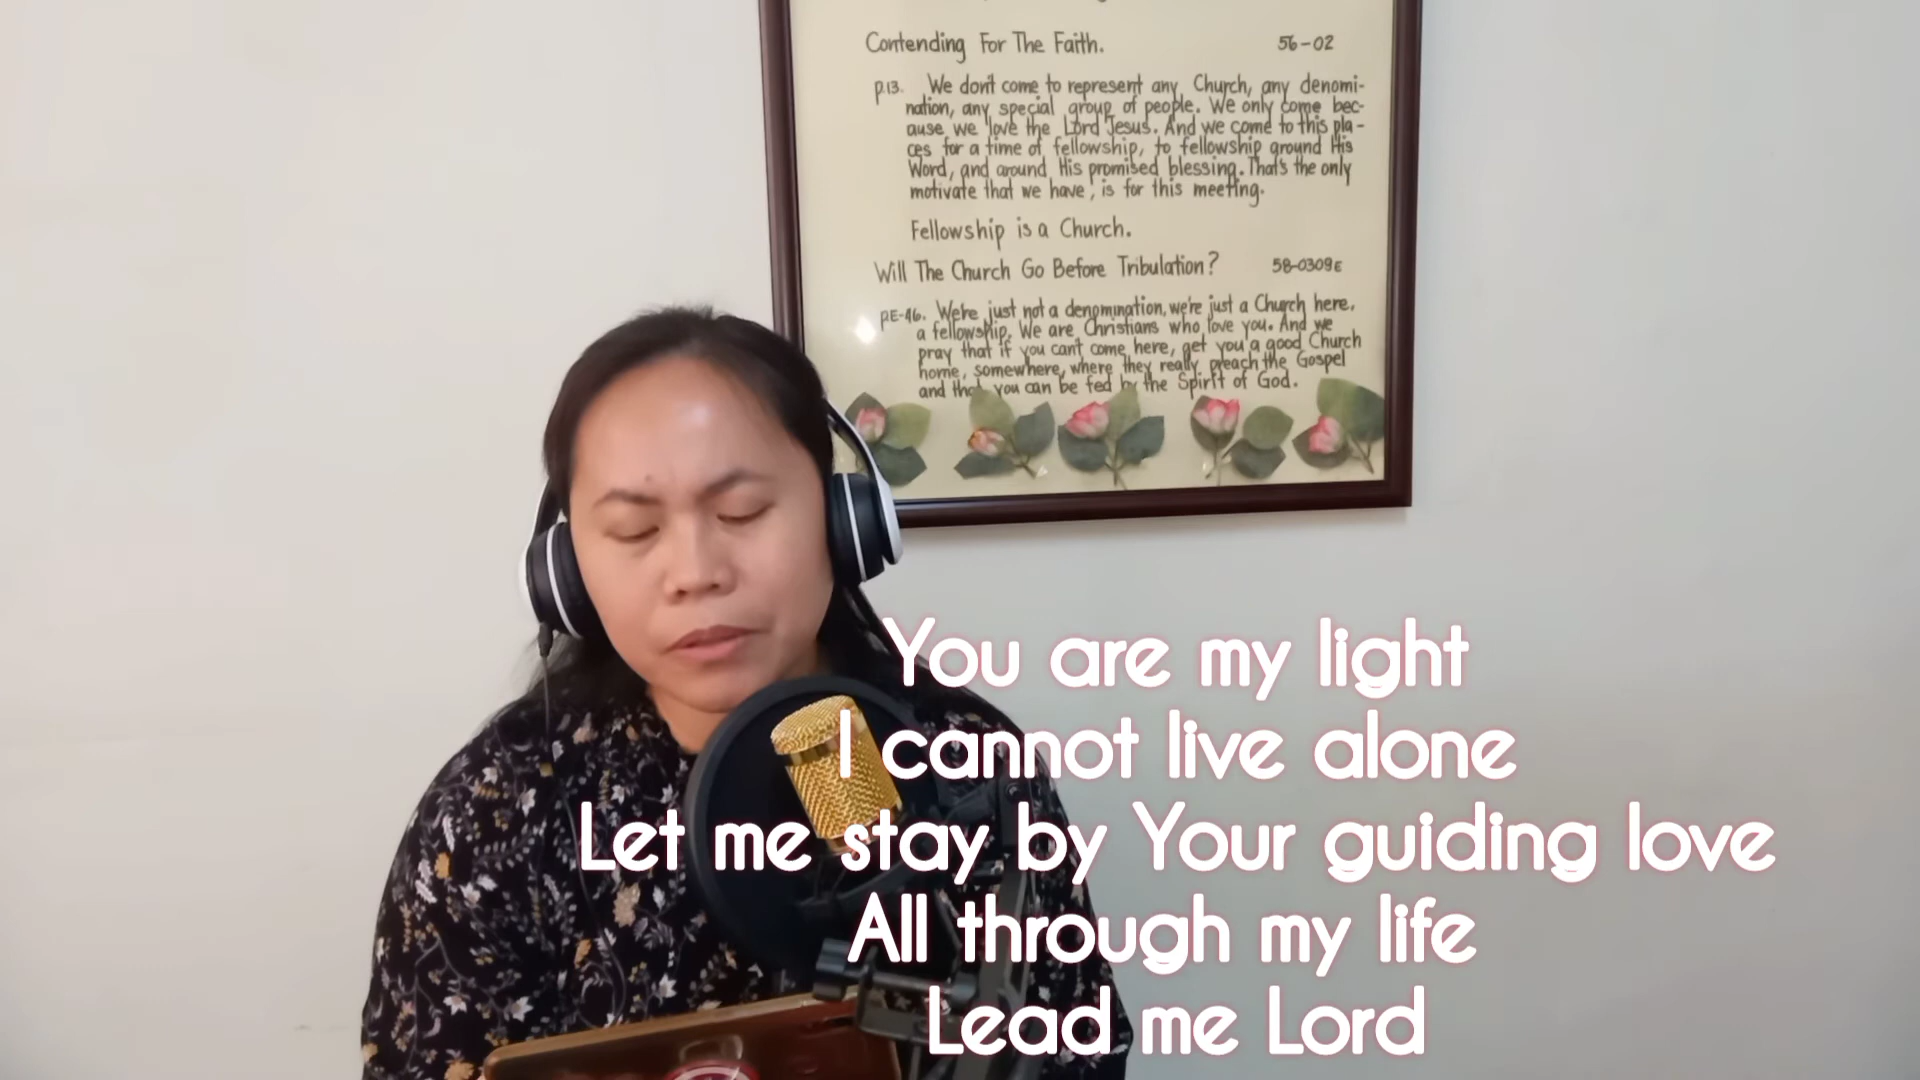 Contending For The Faith. 56-02
p.13. We don't come to represent any Church, any denomi-
nation, any special group of people. We only come bec-
ause we love the Lord Jesus. And we come to this pla-
ces for a time of fellowship, to fellowship ground His
Word, and around His promised blessing. That's the only
motivate that we have, is for this meeting.
Fellowship is a Church.
Will The Church Go Before Tribulation? 58-0309E
pE-46. We're just not a denomination, we're just a Church here,
a fellowship. We are Christians who love you. And we
pray that if you can't come here, get you a good Church
home, somewhere, where they really preach the Gospel
and that you can be fed by the Spirit of God.
You are my light
I cannot live alone
Let me stay by Your guiding love
All through my life
Lead me Lord